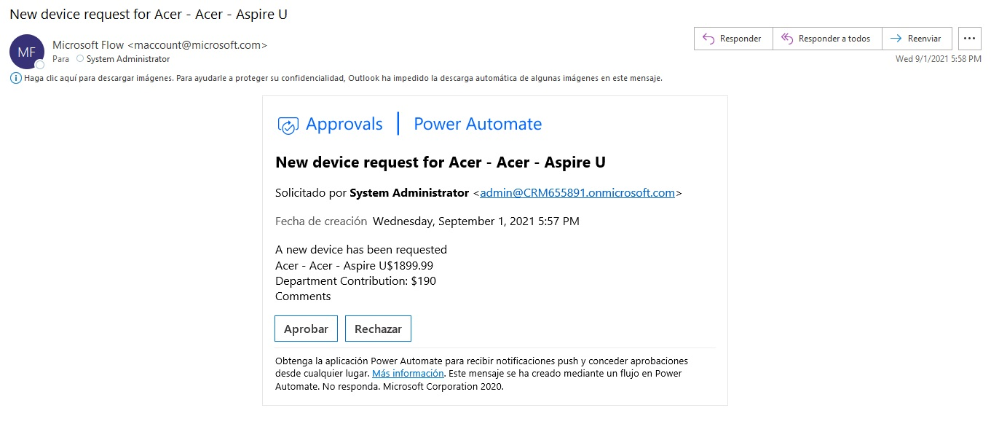 New device request for Acer - Acer - Aspire U
MF
Microsoft Flow <maccount@microsoft.com>
Para System Administrator
Responder
Responder a todos
Reenviar
Wed 9/1/2021 5:58 PM
Haga clic aquí para descargar imágenes. Para ayudarle a proteger su confidencialidad, Outlook ha impedido la descarga automática de algunas imágenes en este mensaje.
Approvals | Power Automate
New device request for Acer - Acer - Aspire U
Solicitado por System Administrator <admin@CRM655891.onmicrosoft.com>
Fecha de creación Wednesday, September 1, 2021 5:57 PM
A new device has been requested
Acer - Acer - Aspire U$1899.99
Department Contribution: $190
Comments
Aprobar
Rechazar
Obtenga la aplicación Power Automate para recibir notificaciones push y conceder aprobaciones
desde cualquier lugar. Más información. Este mensaje se ha creado mediante un flujo en Power
Automate. No responda. Microsoft Corporation 2020.